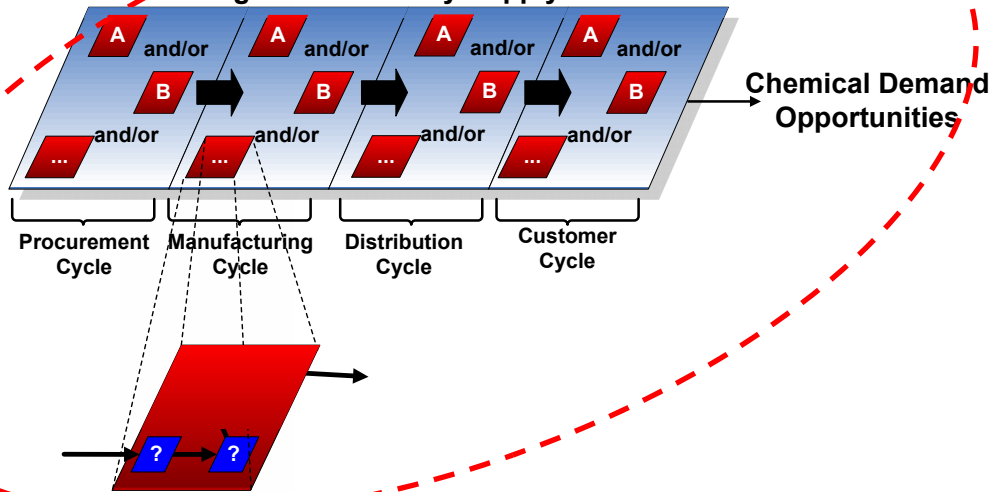 A and/or A and/or A and/or A and/or
B B B B
and/or and/or and/or and/or
... ... ... ...
Chemical Demand
Opportunities
Procurement
Cycle
Manufacturing
Cycle
Distribution
Cycle
Customer
Cycle
? ?